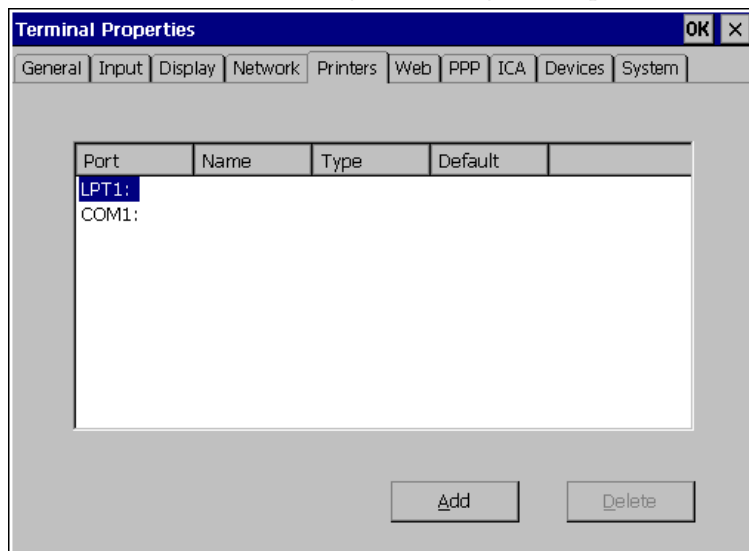 Terminal Properties OK ×
General Input Display Network Printers Web PPP ICA Devices System
Port Name Type Default
LPT1:
COM1:
Add Delete